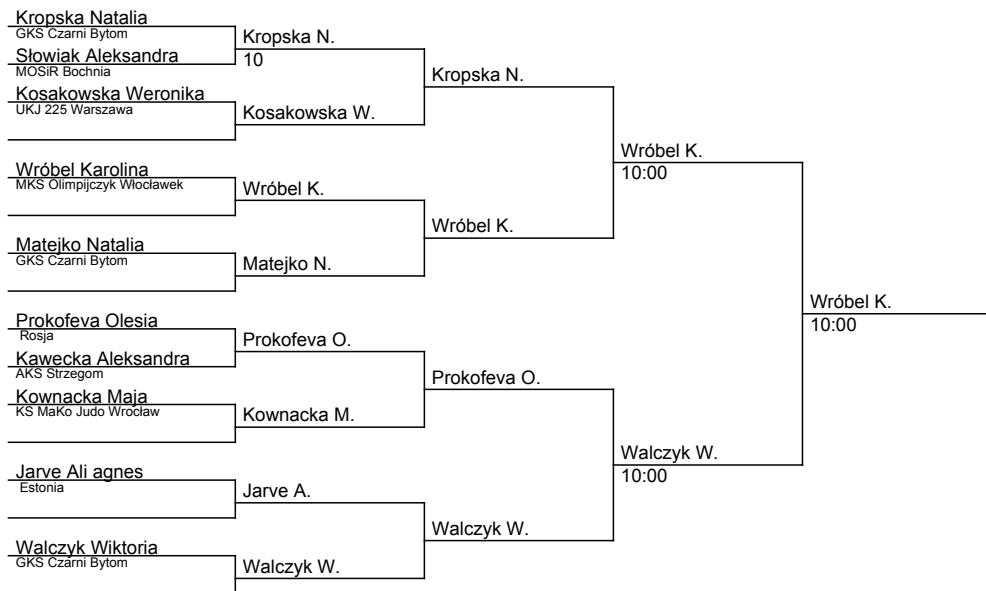 Kropska Natalia
GKS Czarni Bytom
Słowiak Aleksandra
MOSiR Bochnia
Kosakowska Weronika
UKJ 225 Warszawa
Wróbel Karolina
MKS Olimpijczyk Włocławek
Matejko Natalia
GKS Czarni Bytom
Prokofeva Olesia
Rosja
Kawecka Aleksandra
AKS Strzegom
Kownacka Maja
KS MaKo Judo Wrocław
Jarve Ali agnes
Estonia
Walczyk Wiktoria
GKS Czarni Bytom
Kropska N.
10
Kosakowska W.
Wróbel K.
Matejko N.
Prokofeva O.
Kownacka M.
Jarve A.
Walczyk W.
Kropska N.
Wróbel K.
Prokofeva O.
Walczyk W.
Wróbel K.
10:00
Walczyk W.
10:00
Wróbel K.
10:00